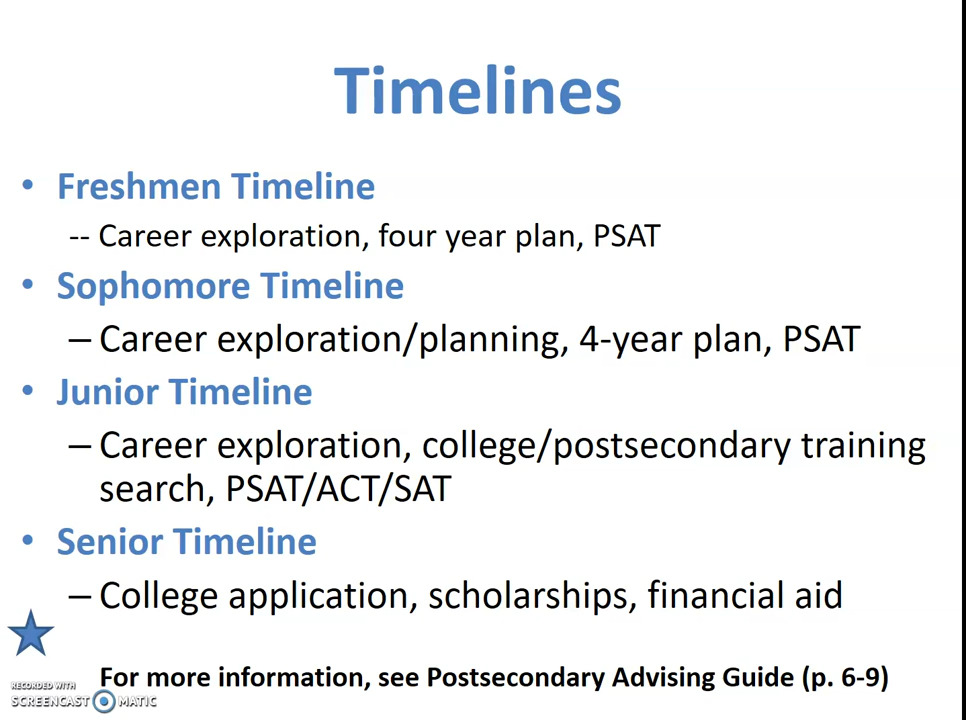 Timelines
• Freshmen Timeline
-- Career exploration, four year plan, PSAT
• Sophomore Timeline
– Career exploration/planning, 4-year plan, PSAT
• Junior Timeline
– Career exploration, college/postsecondary training
search, PSAT/ACT/SAT
• Senior Timeline
– College application, scholarships, financial aid
For more information, see Postsecondary Advising Guide (p. 6-9)
RECORDED WITH
SCREENCAST MATIC